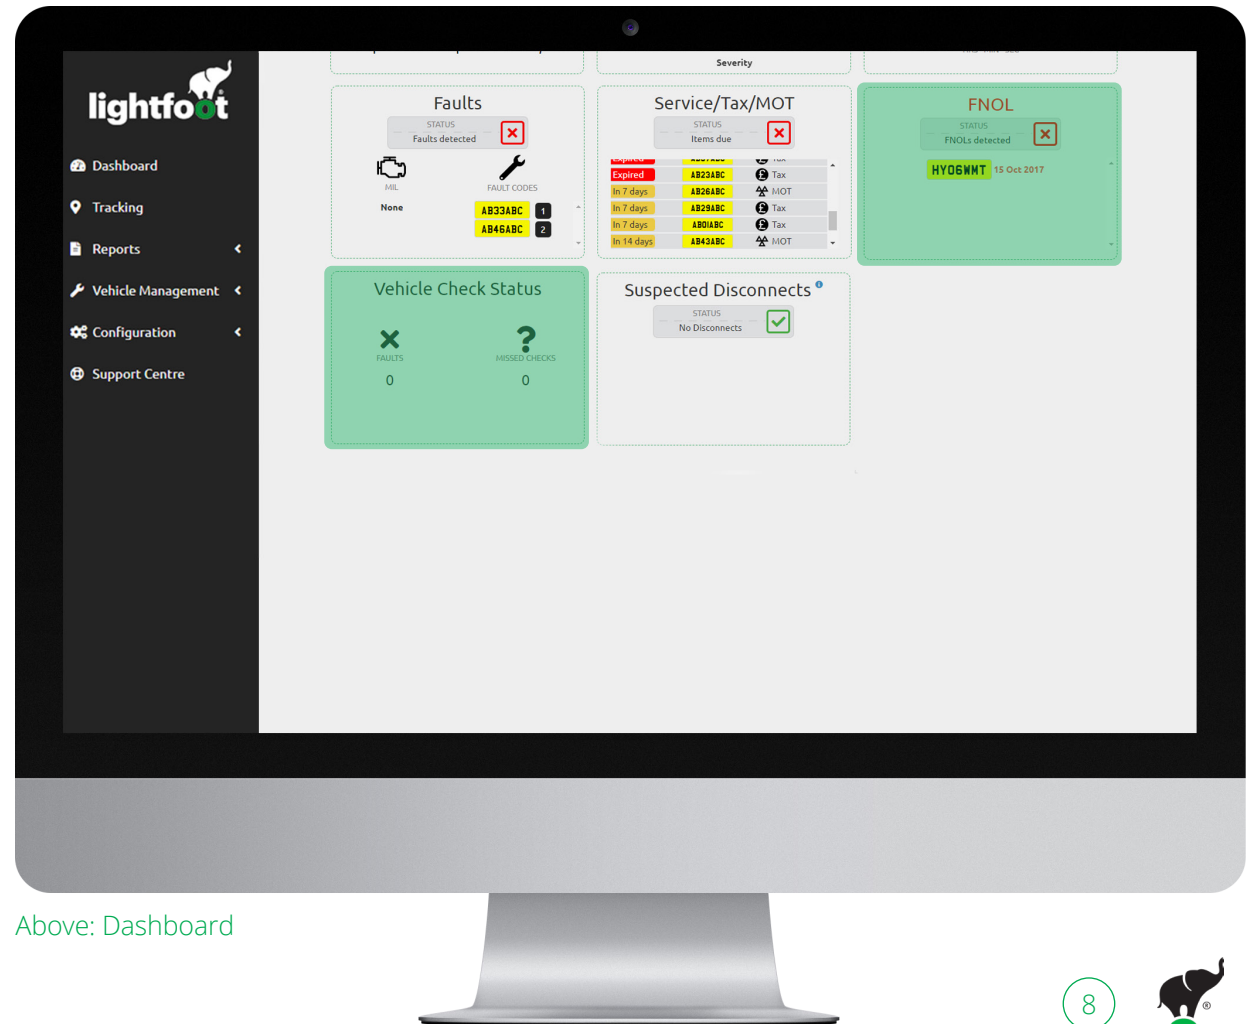 lightfoot
Dashboard
Tracking
Reports
Vehicle Management
Configuration
Support Centre
Severity
Faults
STATUS
Faults detected
MIL
None
FAULT CODES
AB33ABC 1
AB46ABC 2
Service/Tax/MOT
STATUS
Items due
Expired Tax
Expired AB23ABC Tax
In 7 days AB26ABC MOT
In 7 days AB29ABC Tax
In 7 days AB01ABC Tax
In 14 days AB43ABC MOT
FNOL
STATUS
FNOLs detected
HY06WMT 15 Oct 2017
Vehicle Check Status
FAULTS
0
MISSED CHECKS
0
Suspected Disconnects
STATUS
No Disconnects
Above: Dashboard
8
®